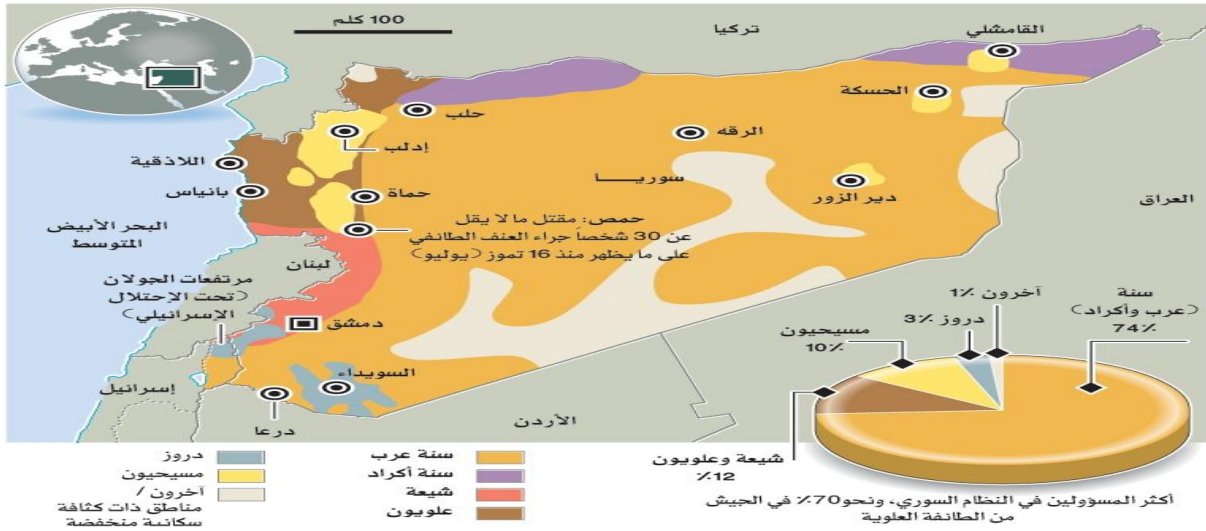 100 كلم
تركيا
القامشلي
الحسكة
حلب
الرقه
إدلب
اللاذقية
سوريـــــا
بانياس
حماة
دير الزور
العراق
حمص: مقتل ما لا يقل
عن 30 شخصاً جراء العنف الطائفي
على ما يظهر منذ 16 تموز (يوليو)
البحر الأبيض
المتوسط
لبنان
مرتفعات الجولان
(تحت الإحتلال
الإسرائيلي)
دمشق
السويداء
إسرائيل
درعا
الأردن
سنة
(عرب وأكراد)
74٪
آخرون 1٪
دروز 3٪
مسيحيون
10٪
شيعة وعلويون
12٪
أكثر المسؤولين في النظام السوري، ونحو70٪ في الجيش
من الطائفة العلوية
سنة عرب
سنة أكراد
شيعة
علويون
دروز
مسيحيون
آخرون /
مناطق ذات كثافة
سكانية منخفضة